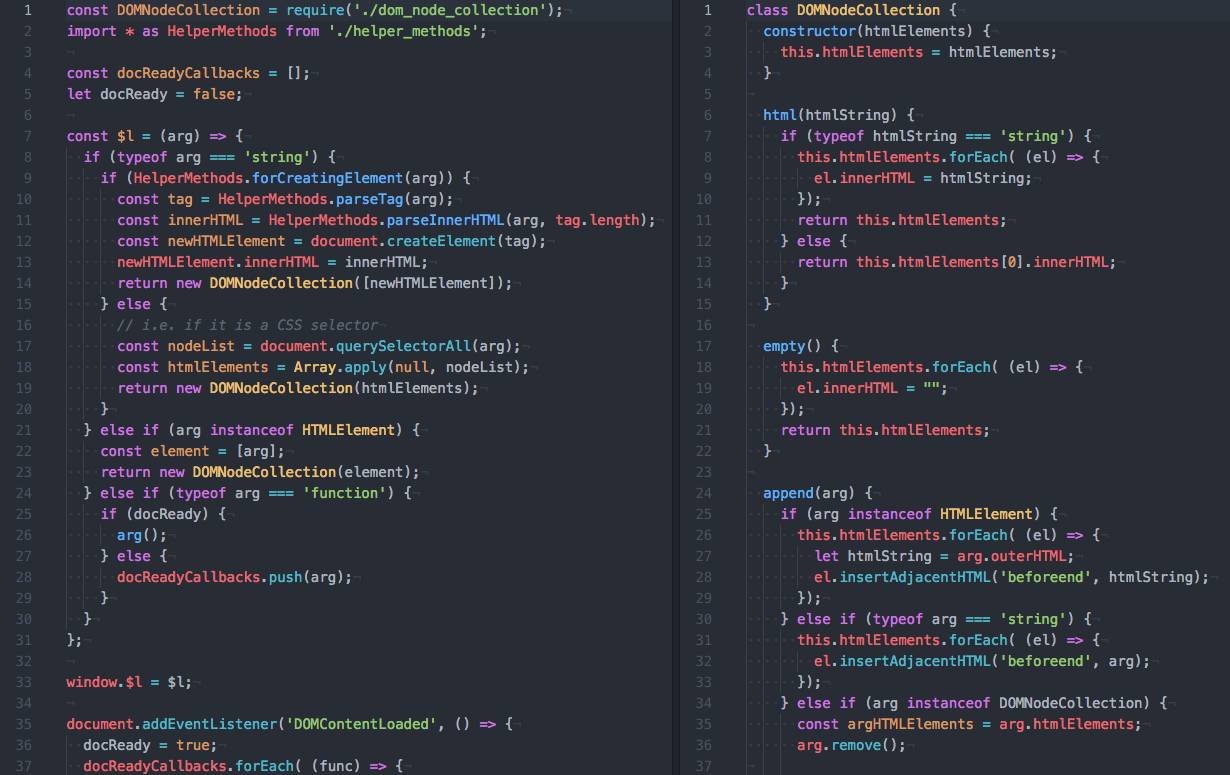 1 const DOMNodeCollection = require('./dom_node_collection');
2 import * as HelperMethods from './helper_methods';
3
4 const docReadyCallbacks = [];
5 let docReady = false;
6
7 const $l = (arg) => {
8 if (typeof arg === 'string') {
9 if (HelperMethods.forCreatingElement(arg)) {
10 const tag = HelperMethods.parseTag(arg);
11 const innerHTML = HelperMethods.parseInnerHTML(arg, tag.length);
12 const newHTMLElement = document.createElement(tag);
13 newHTMLElement.innerHTML = innerHTML;
14 return new DOMNodeCollection([newHTMLElement]);
15 } else {
16 // i.e. if it is a CSS selector
17 const nodeList = document.querySelectorAll(arg);
18 const htmlElements = Array.apply(null, nodeList);
19 return new DOMNodeCollection(htmlElements);
20 }
21 } else if (arg instanceof HTMLElement) {
22 const element = [arg];
23 return new DOMNodeCollection(element);
24 } else if (typeof arg === 'function') {
25 if (docReady) {
26 arg();
27 } else {
28 docReadyCallbacks.push(arg);
29 }
30 }
31 };
32
33 window.$l = $l;
34
35 document.addEventListener('DOMContentLoaded', () => {
36 docReady = true;
37 docReadyCallbacks.forEach( (func) => {
1 class DOMNodeCollection {
2 constructor(htmlElements) {
3 this.htmlElements = htmlElements;
4 }
5
6 html(htmlString) {
7 if (typeof htmlString === 'string') {
8 this.htmlElements.forEach( (el) => {
9 el.innerHTML = htmlString;
10 });
11 return this.htmlElements;
12 } else {
13 return this.htmlElements[0].innerHTML;
14 }
15 }
16
17 empty() {
18 this.htmlElements.forEach( (el) => {
19 el.innerHTML = "";
20 });
21 return this.htmlElements;
22 }
23
24 append(arg) {
25 if (arg instanceof HTMLElement) {
26 this.htmlElements.forEach( (el) => {
27 let htmlString = arg.outerHTML;
28 el.insertAdjacentHTML('beforeend', htmlString);
29 });
30 } else if (typeof arg === 'string') {
31 this.htmlElements.forEach( (el) => {
32 el.insertAdjacentHTML('beforeend', arg);
33 });
34 } else if (arg instanceof DOMNodeCollection) {
35 const argHTMLElements = arg.htmlElements;
36 arg.remove();
37